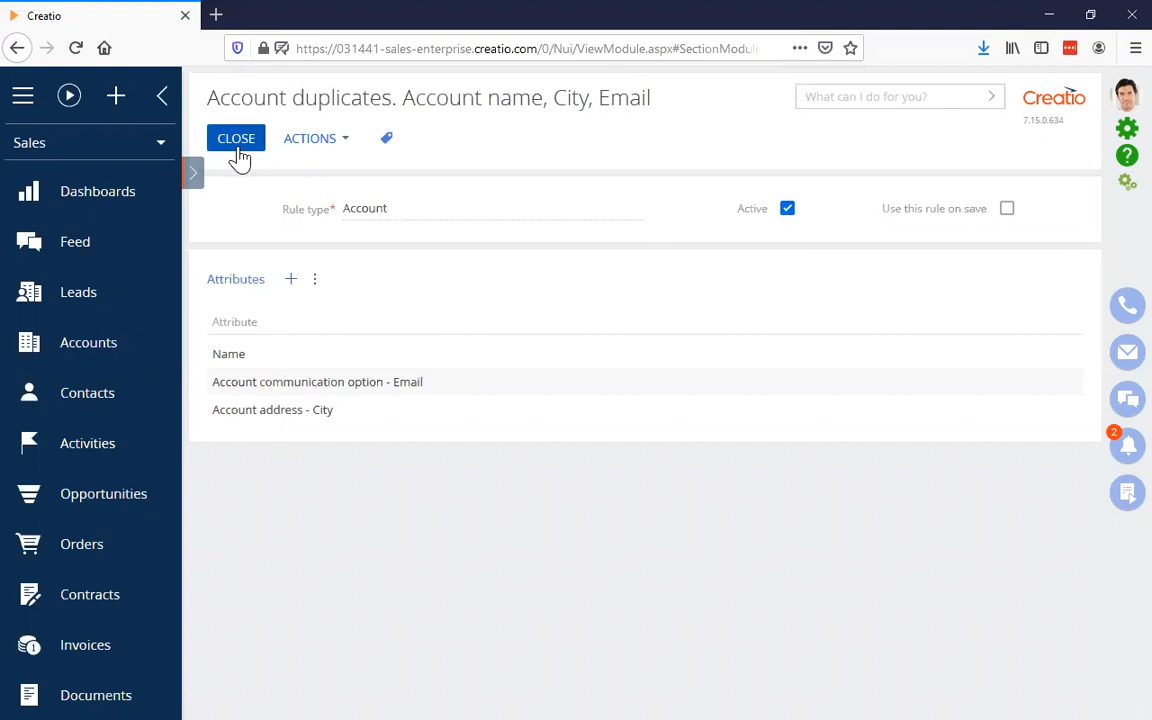 Creatio
https://031441-sales-enterprise.creatio.com/0/Nui/ViewModule.aspx#SectionModul
Account duplicates. Account name, City, Email
What can I do for you?
Creatio
7.15.0.634
CLOSE
ACTIONS
Sales
Dashboards
Feed
Leads
Accounts
Contacts
Activities
Opportunities
Orders
Contracts
Invoices
Documents
Rule type* Account
Active
Use this rule on save
Attributes
Attribute
Name
Account communication option - Email
Account address - City
2
1